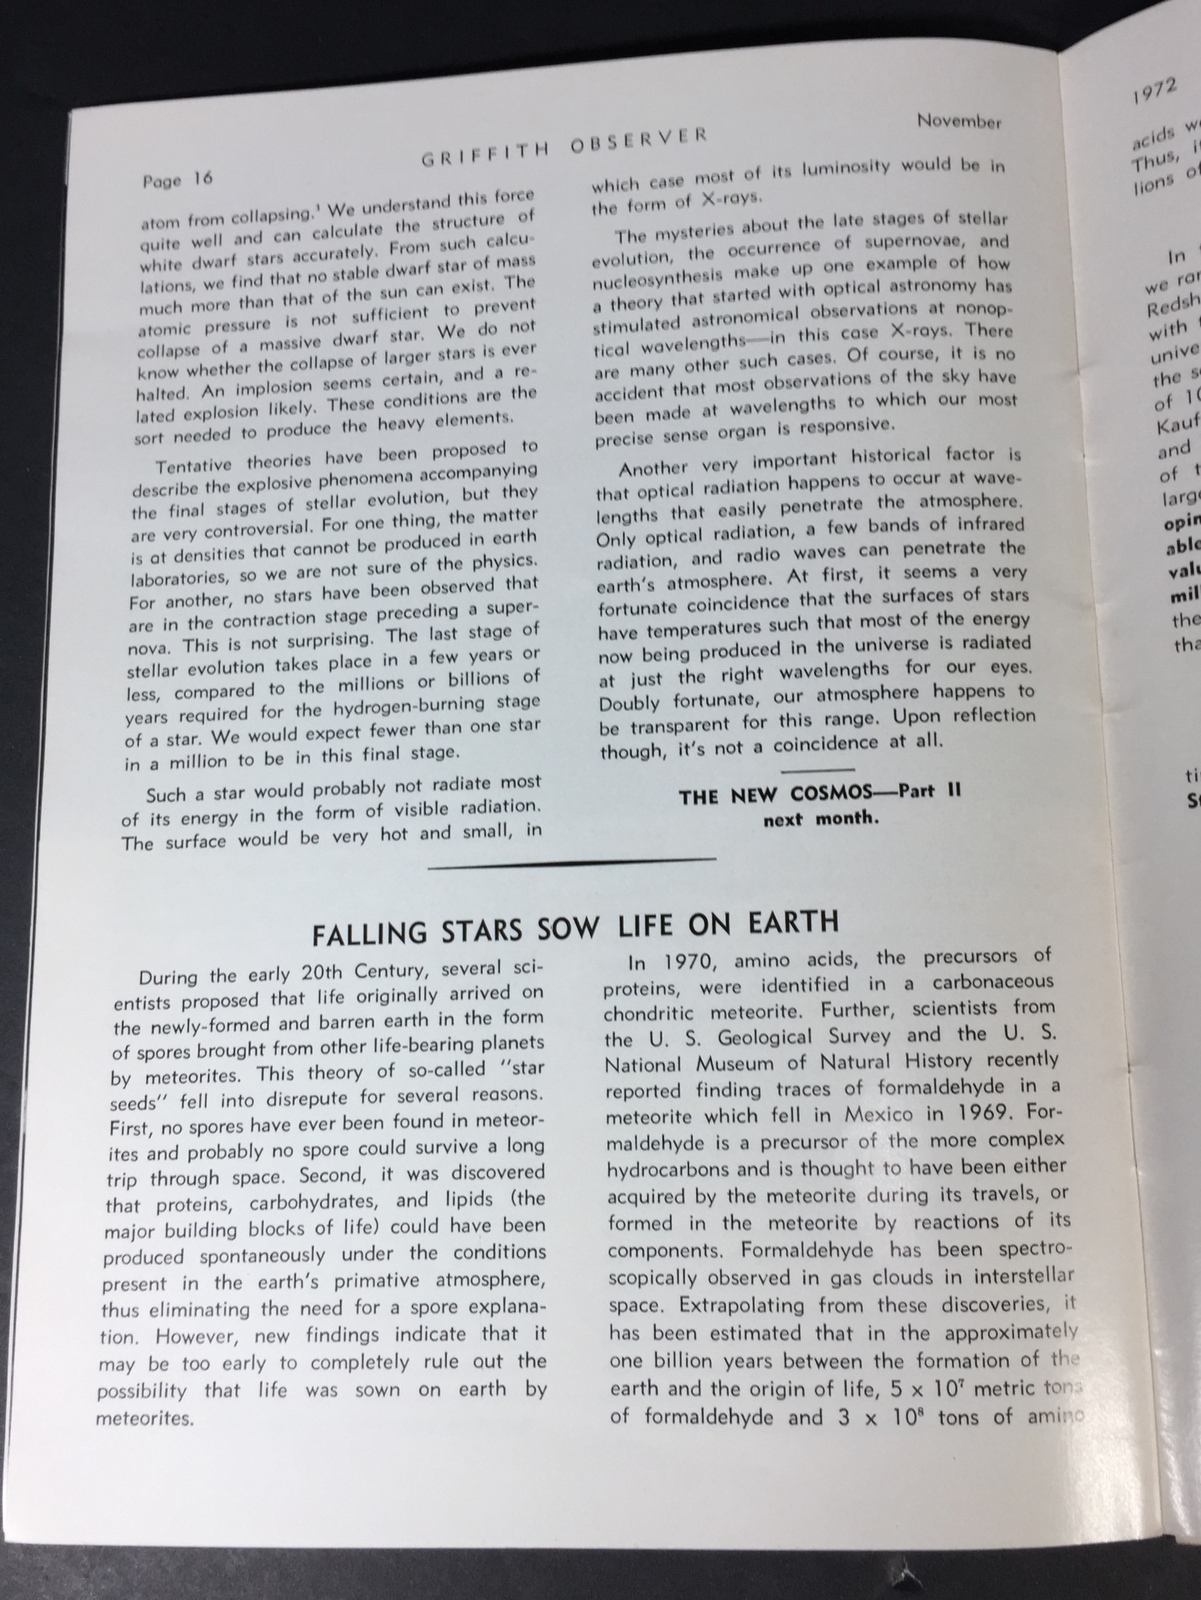 Page 16
GRIFFITH OBSERVER
November
atom from collapsing.¹ We understand this force
quite well and can calculate the structure of
white dwarf stars accurately. From such calcu-
lations, we find that no stable dwarf star of mass
much more than that of the sun can exist. The
atomic pressure is not sufficient to prevent
collapse of a massive dwarf star. We do not
know whether the collapse of larger stars is ever
halted. An implosion seems certain, and a re-
lated explosion likely. These conditions are the
sort needed to produce the heavy elements.
Tentative theories have been proposed to
describe the explosive phenomena accompanying
the final stages of stellar evolution, but they
are very controversial. For one thing, the matter
is at densities that cannot be produced in earth
laboratories, so we are not sure of the physics.
For another, no stars have been observed that
are in the contraction stage preceding a super-
nova. This is not surprising. The last stage of
stellar evolution takes place in a few years or
less, compared to the millions or billions of
years required for the hydrogen-burning stage
of a star. We would expect fewer than one star
in a million to be in this final stage.
Such a star would probably not radiate most
of its energy in the form of visible radiation.
The surface would be very hot and small, in
which case most of its luminosity would be in
the form of X-rays.
The mysteries about the late stages of stellar
evolution, the occurrence of supernovae, and
nucleosynthesis make up one example of how
a theory that started with optical astronomy has
stimulated astronomical observations at nonop-
tical wavelengths—in this case X-rays. There
are many other such cases. Of course, it is no
accident that most observations of the sky have
been made at wavelengths to which our most
precise sense organ is responsive.
Another very important historical factor is
that optical radiation happens to occur at wave-
lengths that easily penetrate the atmosphere.
Only optical radiation, a few bands of infrared
radiation, and radio waves can penetrate the
earth's atmosphere. At first, it seems a very
fortunate coincidence that the surfaces of stars
have temperatures such that most of the energy
now being produced in the universe is radiated
at just the right wavelengths for our eyes.
Doubly fortunate, our atmosphere happens to
be transparent for this range. Upon reflection
though, it's not a coincidence at all.
THE NEW COSMOS—Part II
next month.
FALLING STARS SOW LIFE ON EARTH
During the early 20th Century, several sci-
entists proposed that life originally arrived on
the newly-formed and barren earth in the form
of spores brought from other life-bearing planets
by meteorites. This theory of so-called "star
seeds" fell into disrepute for several reasons.
First, no spores have ever been found in meteor-
ites and probably no spore could survive a long
trip through space. Second, it was discovered
that proteins, carbohydrates, and lipids (the
major building blocks of life) could have been
produced spontaneously under the conditions
present in the earth's primative atmosphere,
thus eliminating the need for a spore explana-
tion. However, new findings indicate that it
may be too early to completely rule out the
possibility that life was sown on earth by
meteorites.
In 1970, amino acids, the precursors of
proteins, were identified in a carbonaceous
chondritic meteorite. Further, scientists from
the U. S. Geological Survey and the U. S.
National Museum of Natural History recently
reported finding traces of formaldehyde in a
meteorite which fell in Mexico in 1969. For-
maldehyde is a precursor of the more complex
hydrocarbons and is thought to have been either
acquired by the meteorite during its travels, or
formed in the meteorite by reactions of its
components. Formaldehyde has been spectro-
scopically observed in gas clouds in interstellar
space. Extrapolating from these discoveries, it
has been estimated that in the approximately
one billion years between the formation of the
earth and the origin of life, 5 x 10⁷ metric tons
of formaldehyde and 3 x 10⁸ tons of amino
1972
acids
Thus,
lions
In
we
with
the
and
of
the